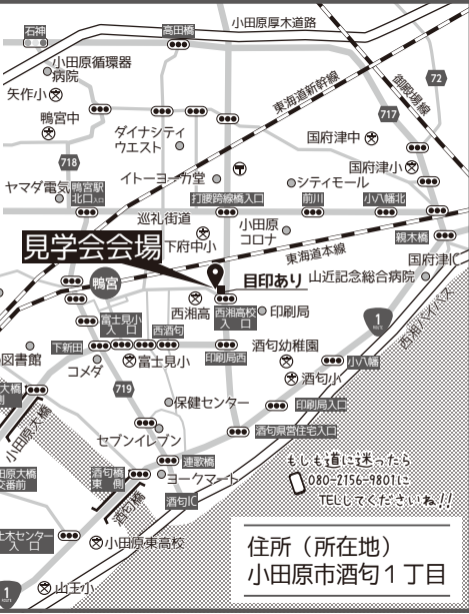 小田原厚木道路
石神
高田橋
小田原循環器
病院
矢作小
東海道新幹線
御殿場線
72
鴨宮中
717
ダイナシティ
ウエスト
国府津中
718
イトーヨーカ堂
国府津小
シティモール
ヤマダ電気
鴨宮駅
北口入口
打腰跨線橋入口
前川
小八幡北
巡礼街道
小田原
コロナ
下府中小
親木橋
見学会会場
東海道本線
国府津IC
鴨宮
目印あり
山近記念総合病院
西湘高
西湘高校
入口
印刷局
1
西湘バイパス
富士見小
入口
西酒匂
下新田
印刷局西
酒匂幼稚園
図書館
コメダ
富士見小
小八幡
719
酒匂小
保健センター
印刷局入口
小田原大橋
セブンイレブン
酒匂県営住宅入口
連歌橋
もしも道に迷ったら
080-2156-9801に
TELしてくださいね!!
酒匂橋
東側
ヨークマート
酒匂IC
酒匂橋
小田原東高校
住所（所在地）
小田原市酒匂1丁目
山王小
1